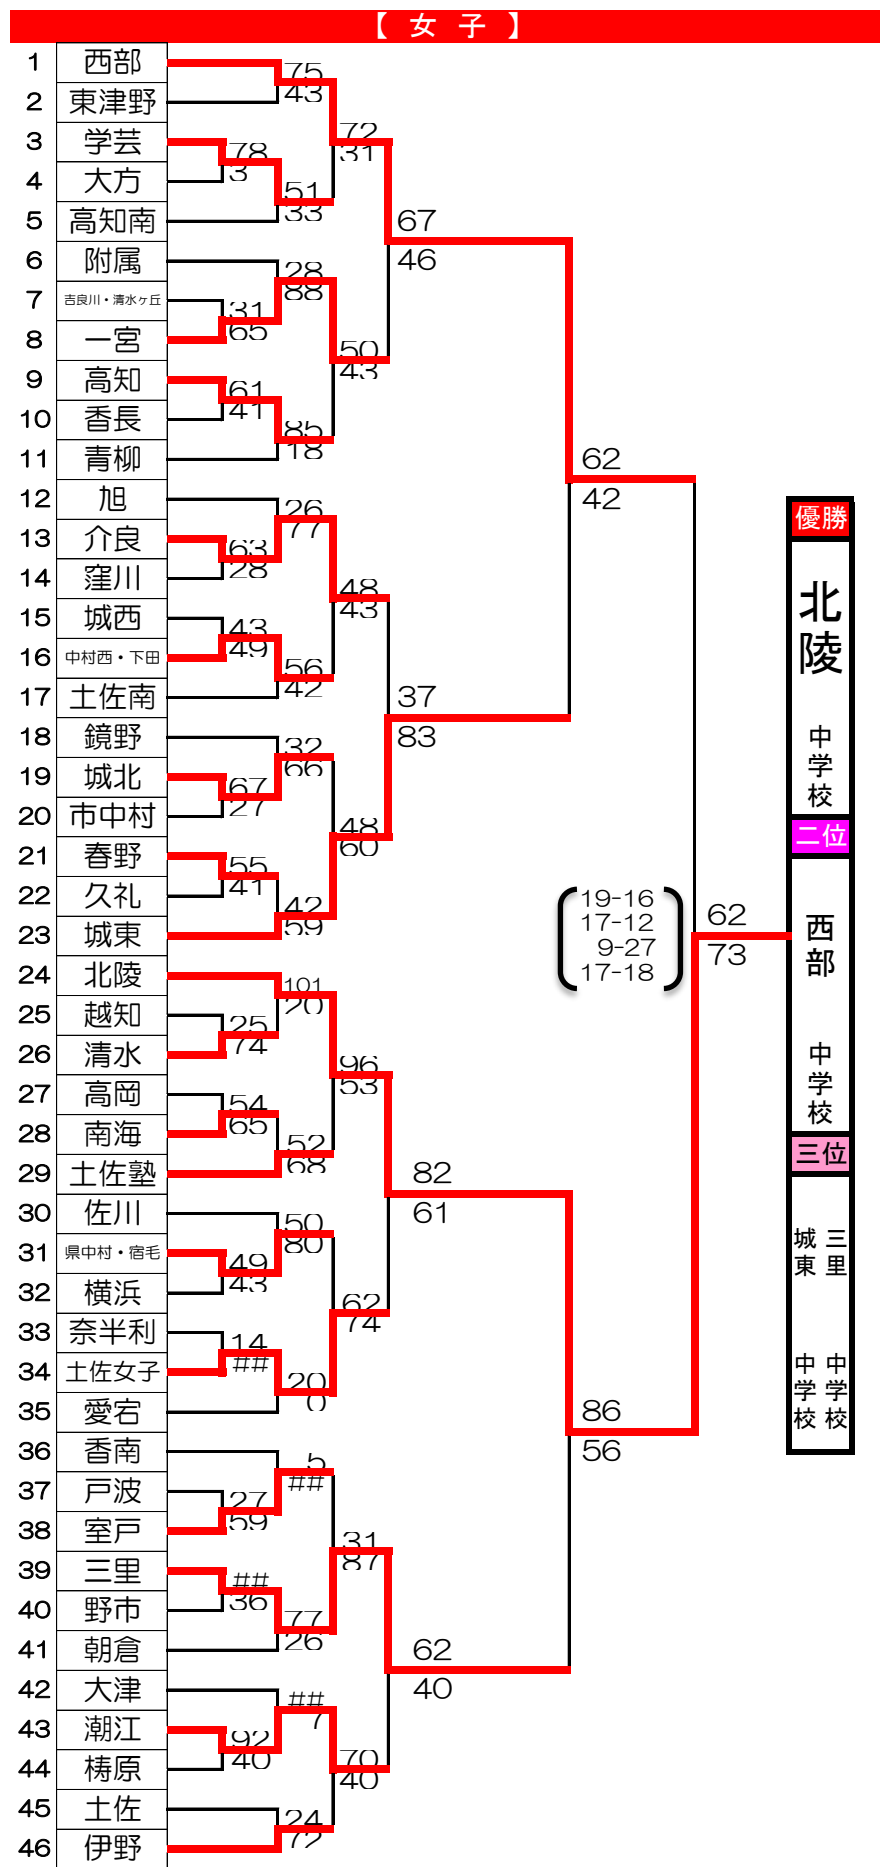 【 女 子 】
1 西部
2 東津野
3 学芸
4 大方
5 高知南
6 附属
7 吉良川・清水ヶ丘
8 一宮
9 高知
10 香長
11 青柳
12 旭
13 介良
14 窪川
15 城西
16 中村西・下田
17 土佐南
18 鏡野
19 城北
20 市中村
21 春野
22 久礼
23 城東
24 北陵
25 越知
26 清水
27 高岡
28 南海
29 土佐塾
30 佐川
31 県中村・宿毛
32 横浜
33 奈半利
34 土佐女子
35 愛宕
36 香南
37 戸波
38 室戸
39 三里
40 野市
41 朝倉
42 大津
43 潮江
44 梼原
45 土佐
46 伊野
78
3
31
65
61
41
63
28
43
49
67
27
55
41
25
74
54
65
49
43
14
##
27
59
##
36
92
40
75
43
51
33
28
88
85
18
26
77
56
42
32
66
42
59
101
20
52
68
50
80
20
0
5
##
77
26
##
7
24
72
72
31
50
43
48
43
48
60
96
53
62
74
31
87
70
40
67
46
37
83
82
61
62
40
62
42
86
56
19-16
17-12
9-27
17-18
62
73
優勝
北陵
中学校
二位
西部
中学校
三位
三里
中学校
城東
中学校